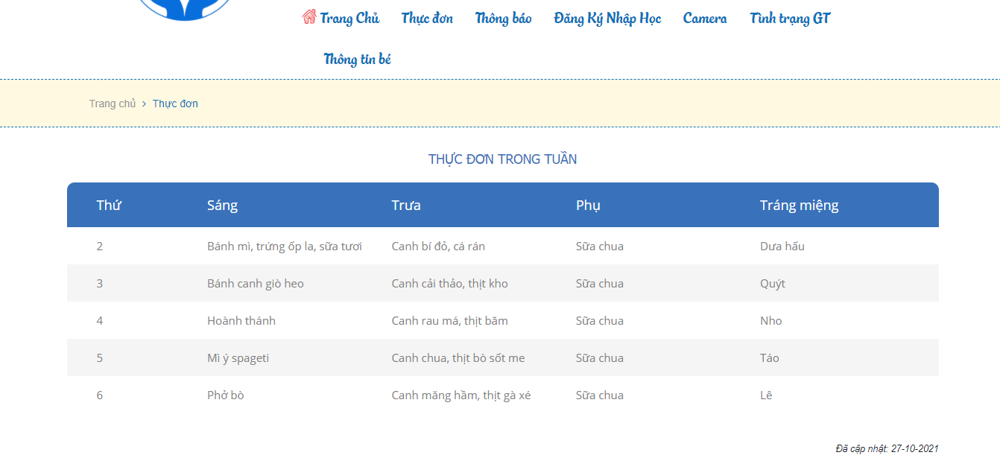 Trang Chủ Thực đơn Thông báo Đăng Ký Nhập Học Camera Tình trạng GT
Thông tin bé
Trang chủ > Thực đơn
THỰC ĐƠN TRONG TUẦN
Thứ Sáng Trưa Phụ Tráng miệng
2 Bánh mì, trứng ốp la, sữa tươi Canh bí đỏ, cá rán Sữa chua Dưa hấu
3 Bánh canh giò heo Canh cải thảo, thịt kho Sữa chua Quýt
4 Hoành thánh Canh rau má, thịt băm Sữa chua Nho
5 Mì ý spageti Canh chua, thịt bò sốt me Sữa chua Táo
6 Phở bò Canh măng hầm, thịt gà xé Sữa chua Lê
Đã cập nhật: 27-10-2021